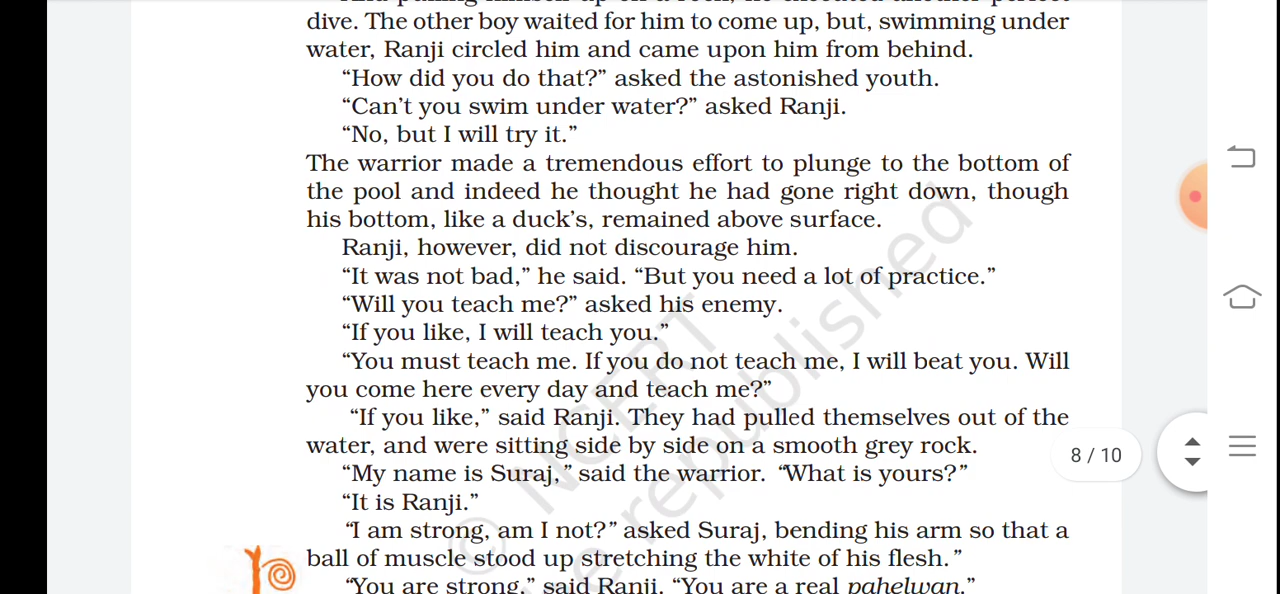 dive. The other boy waited for him to come up, but, swimming under
water, Ranji circled him and came upon him from behind.
“How did you do that?” asked the astonished youth.
“Can’t you swim under water?” asked Ranji.
“No, but I will try it.”
The warrior made a tremendous effort to plunge to the bottom of
the pool and indeed he thought he had gone right down, though
his bottom, like a duck’s, remained above surface.
Ranji, however, did not discourage him.
“It was not bad,” he said. “But you need a lot of practice.”
“Will you teach me?” asked his enemy.
“If you like, I will teach you.”
“You must teach me. If you do not teach me, I will beat you. Will
you come here every day and teach me?”
“If you like,” said Ranji. They had pulled themselves out of the
water, and were sitting side by side on a smooth grey rock.
“My name is Suraj,” said the warrior. “What is yours?”
“It is Ranji.”
“I am strong, am I not?” asked Suraj, bending his arm so that a
ball of muscle stood up stretching the white of his flesh.”
“You are strong,” said Ranji. “You are a real pahelwan.”
© NCERT
republished
8 / 10